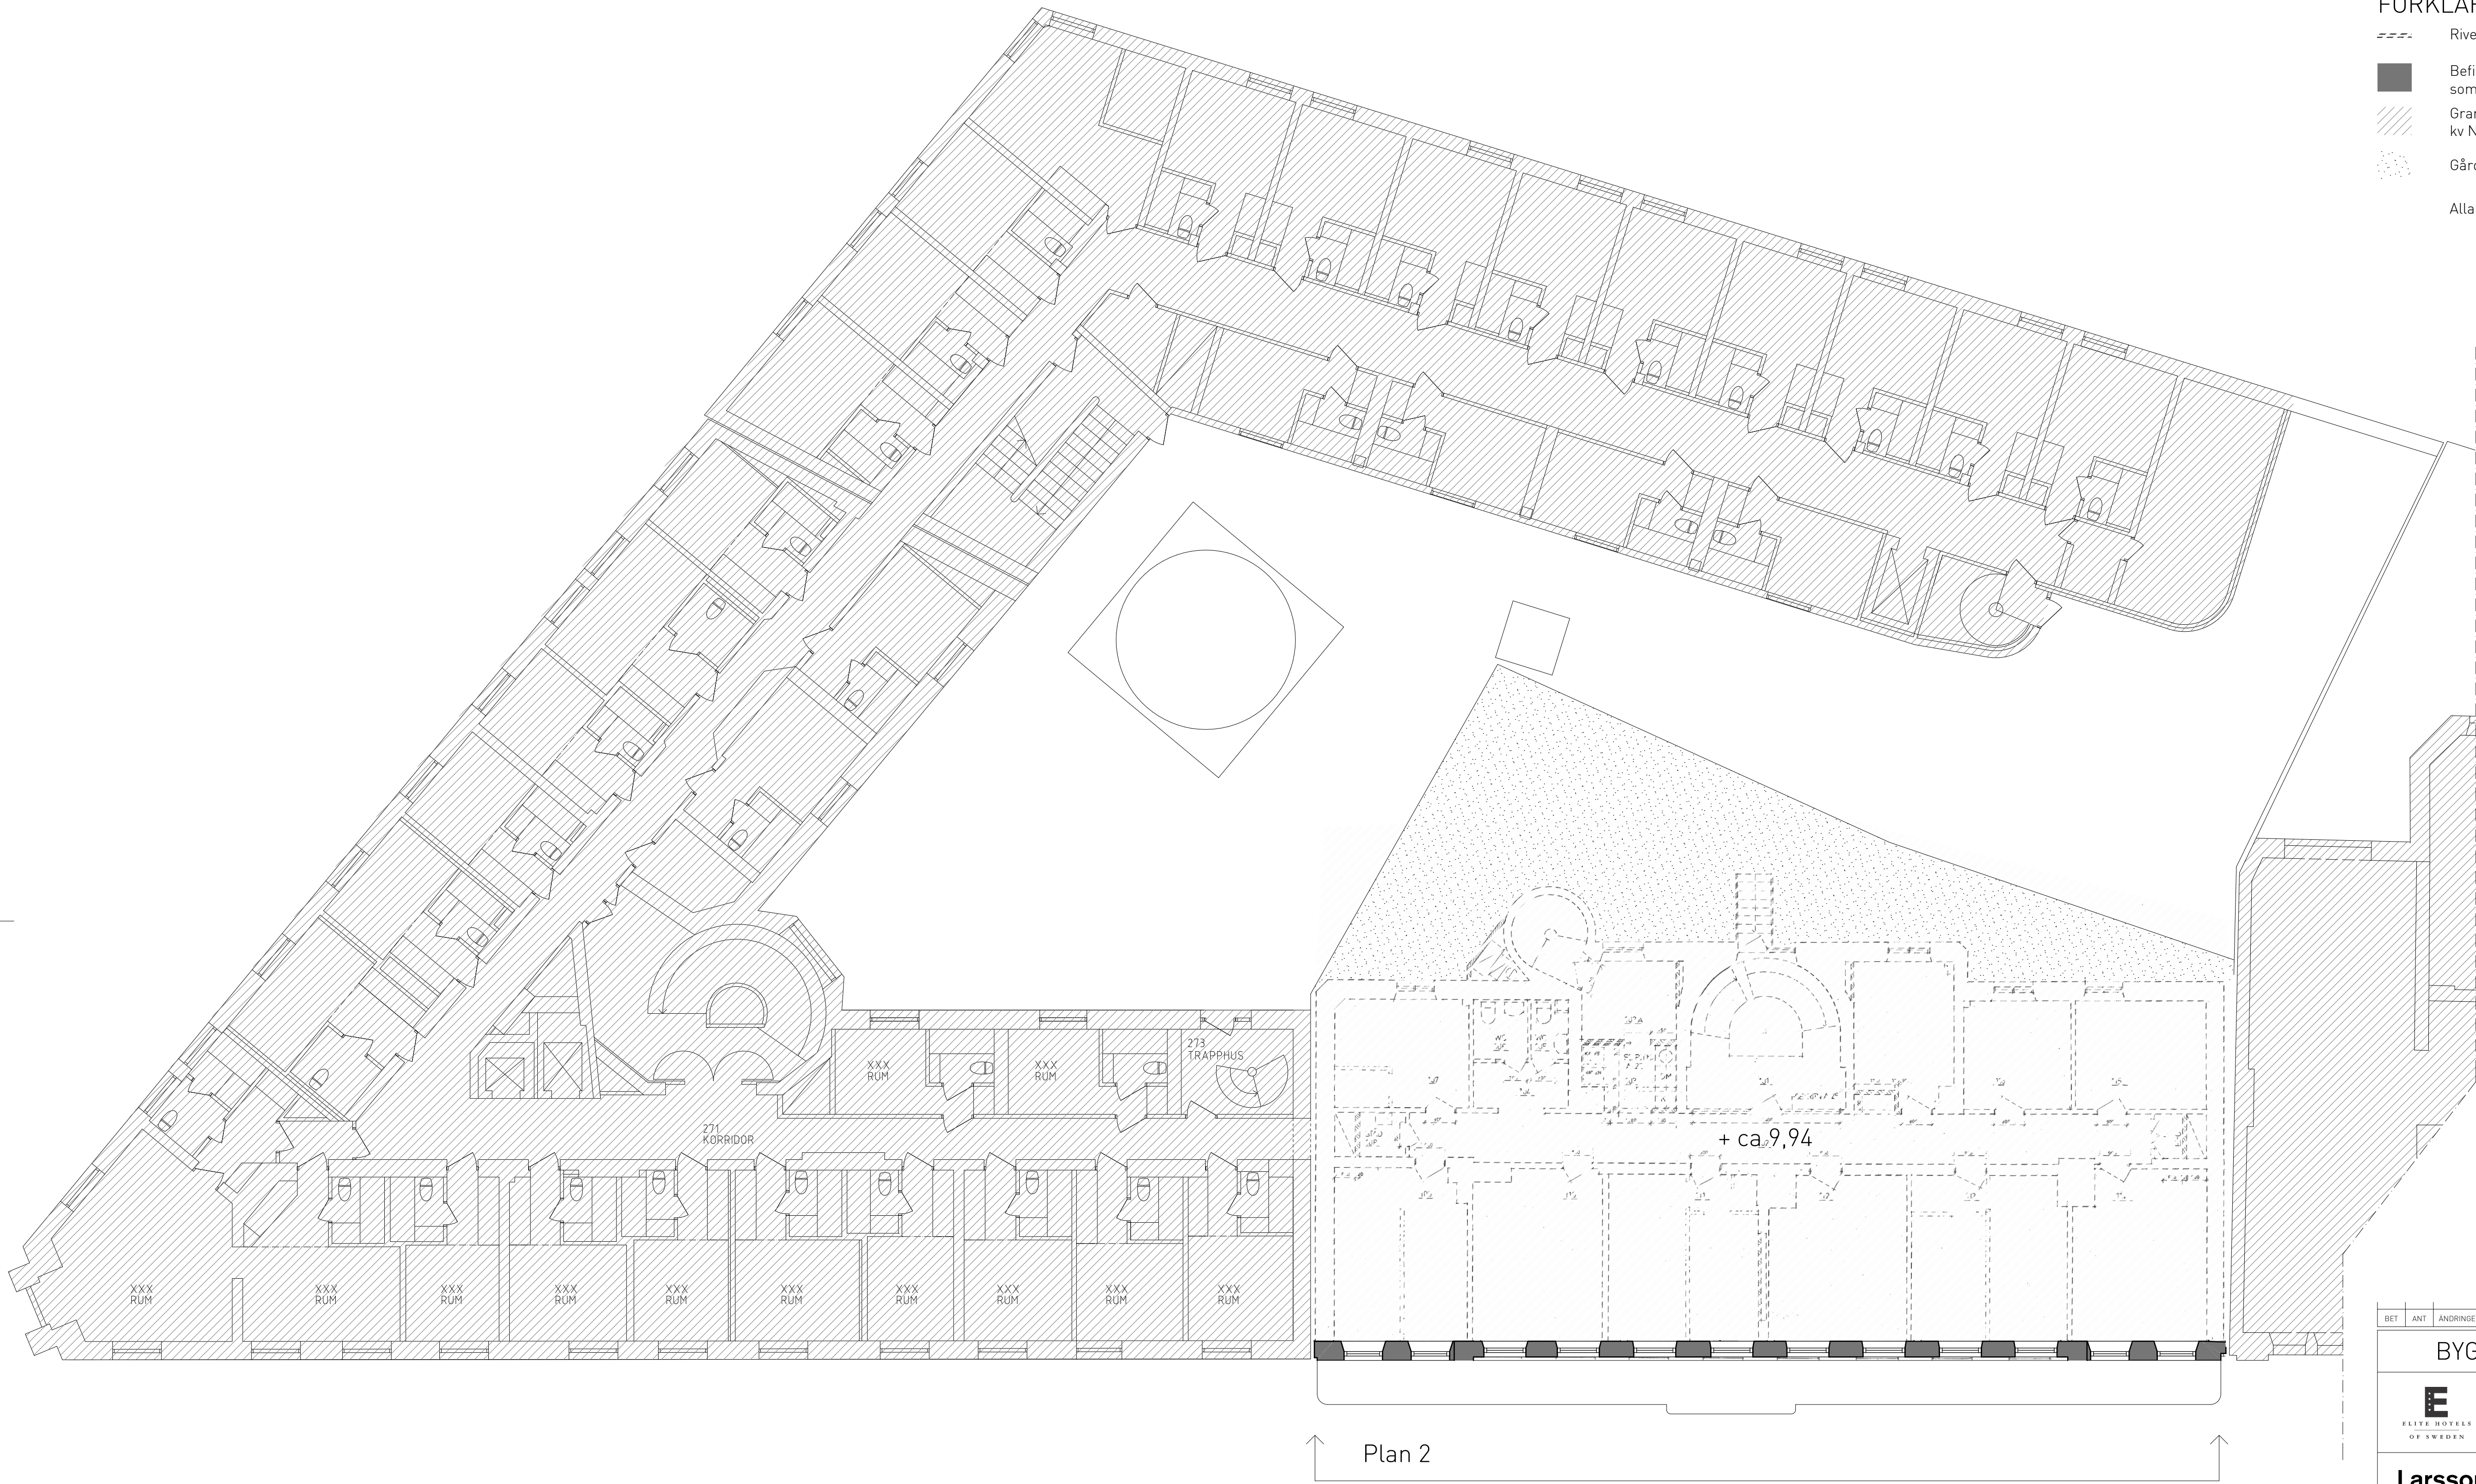 FÖRKLAR
Rive
Befi
som
Gran
kv N
Gård
Alla
XXX
RUM
XXX
RUM
273
TRAPPHUS
271
KORRIDOR
+ ca 9,94
XXX
RUM
XXX
RUM
XXX
RUM
XXX
RUM
XXX
RUM
XXX
RUM
XXX
RUM
XXX
RUM
XXX
RUM
XXX
RUM
Plan 2
BET ANT ÄNDRINGE
BYG
E
ELITE HOTELS
OF SWEDEN
Larsson